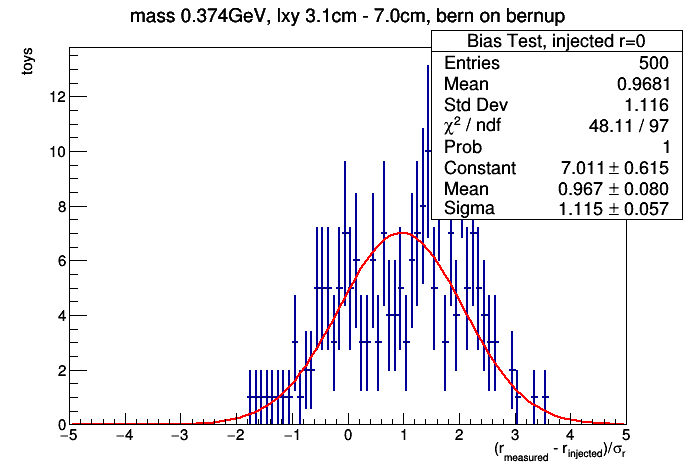 mass 0.374GeV, lxy 3.1cm - 7.0cm, bern on bernup
Bias Test, injected r=0
Entries 500
Mean 0.9681
Std Dev 1.116
χ² / ndf 48.11 / 97
Prob 1
Constant 7.011 ± 0.615
Mean 0.967 ± 0.080
Sigma 1.115 ± 0.057
toys
12
10
8
6
4
2
0
−5 −4 −3 −2 −1 0 1 2 3 4 5
(r_measured - r_injected)/σ_r